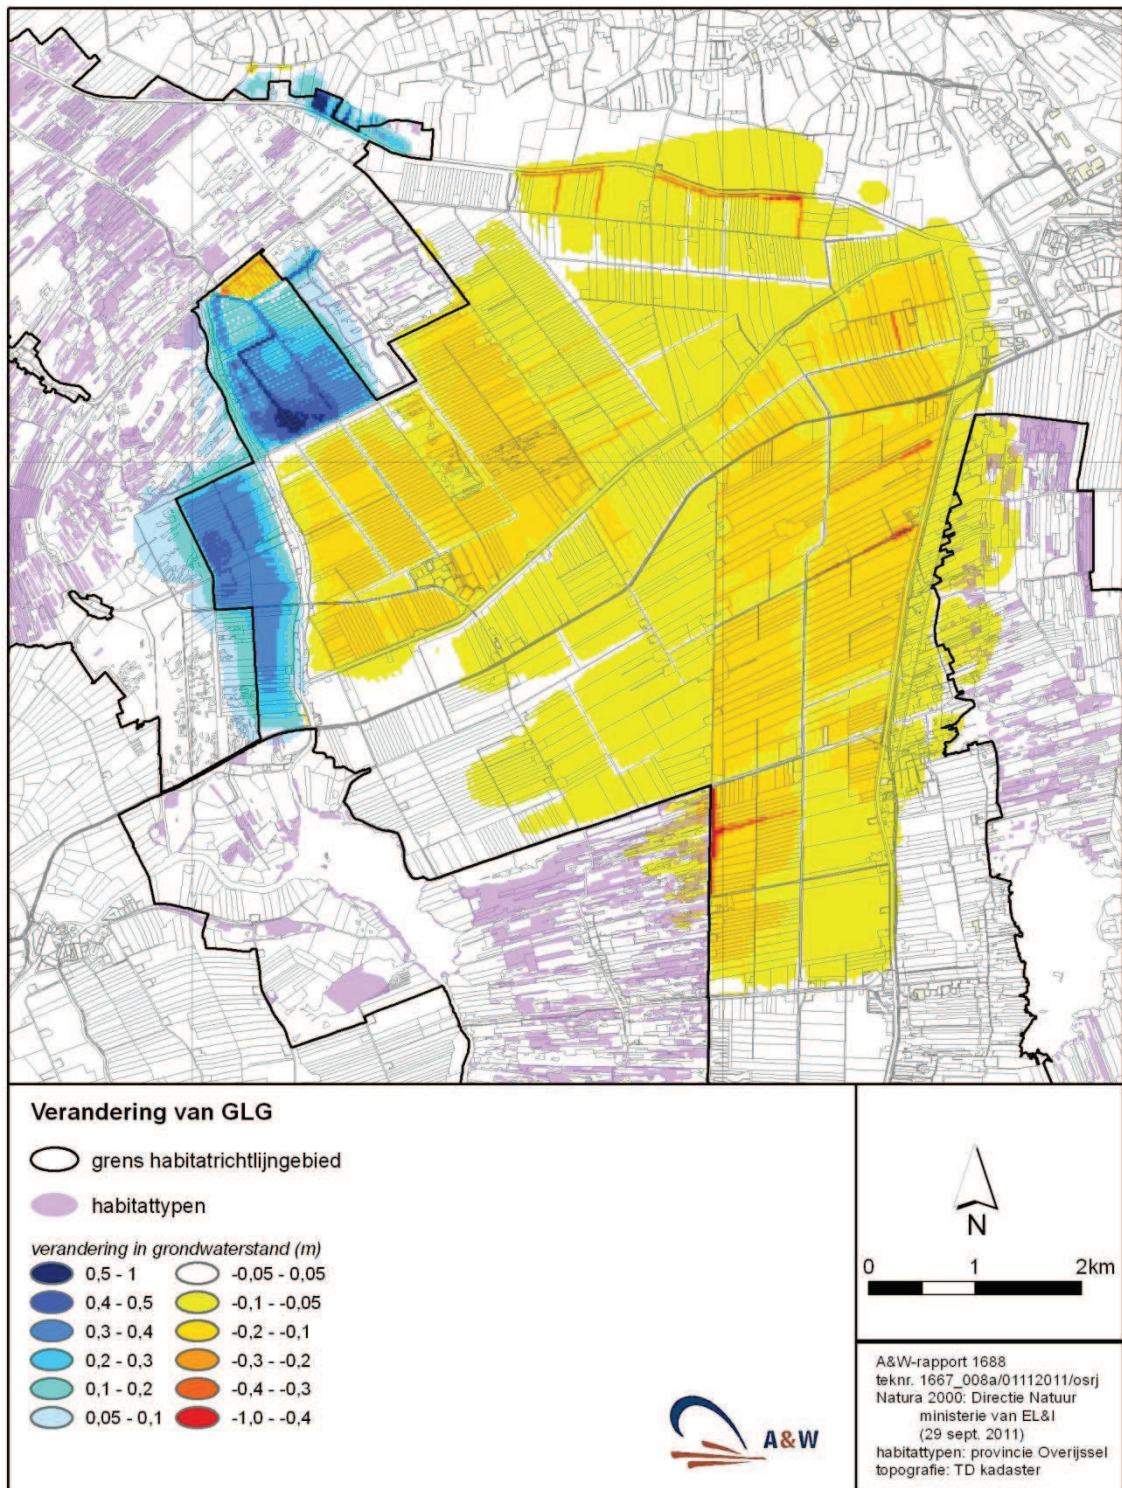 Verandering van GLG
grens habitatrichtlijngebied
habitattypen
verandering in grondwaterstand (m)
0,5 - 1
0,4 - 0,5
0,3 - 0,4
0,2 - 0,3
0,1 - 0,2
0,05 - 0,1
-0,05 - 0,05
-0,1 - -0,05
-0,2 - -0,1
-0,3 - -0,2
-0,4 - -0,3
-1,0 - -0,4
A&W
N
0 1 2km
A&W-rapport 1688
teknr. 1667_008a/01112011/osrj
Natura 2000: Directie Natuur
ministerie van EL&I
(29 sept. 2011)
habitattypen: provincie Overijssel
topografie: TD kadaster